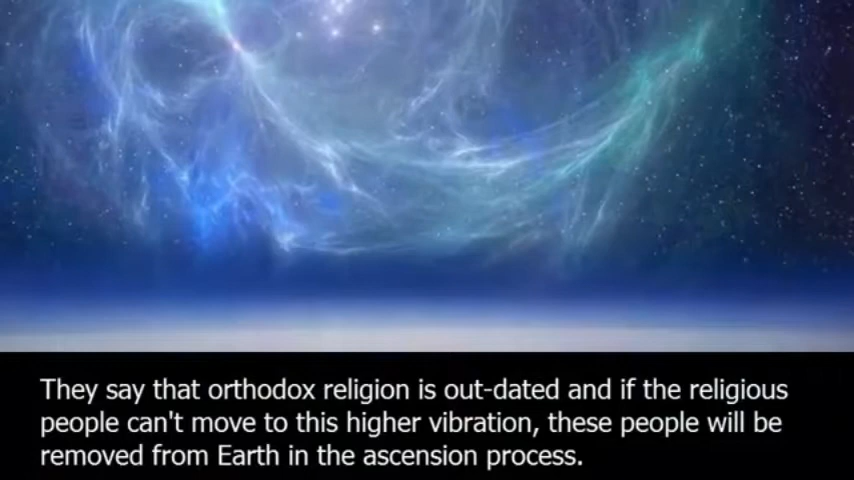 They say that orthodox religion is out-dated and if the religious
people can't move to this higher vibration, these people will be
removed from Earth in the ascension process.